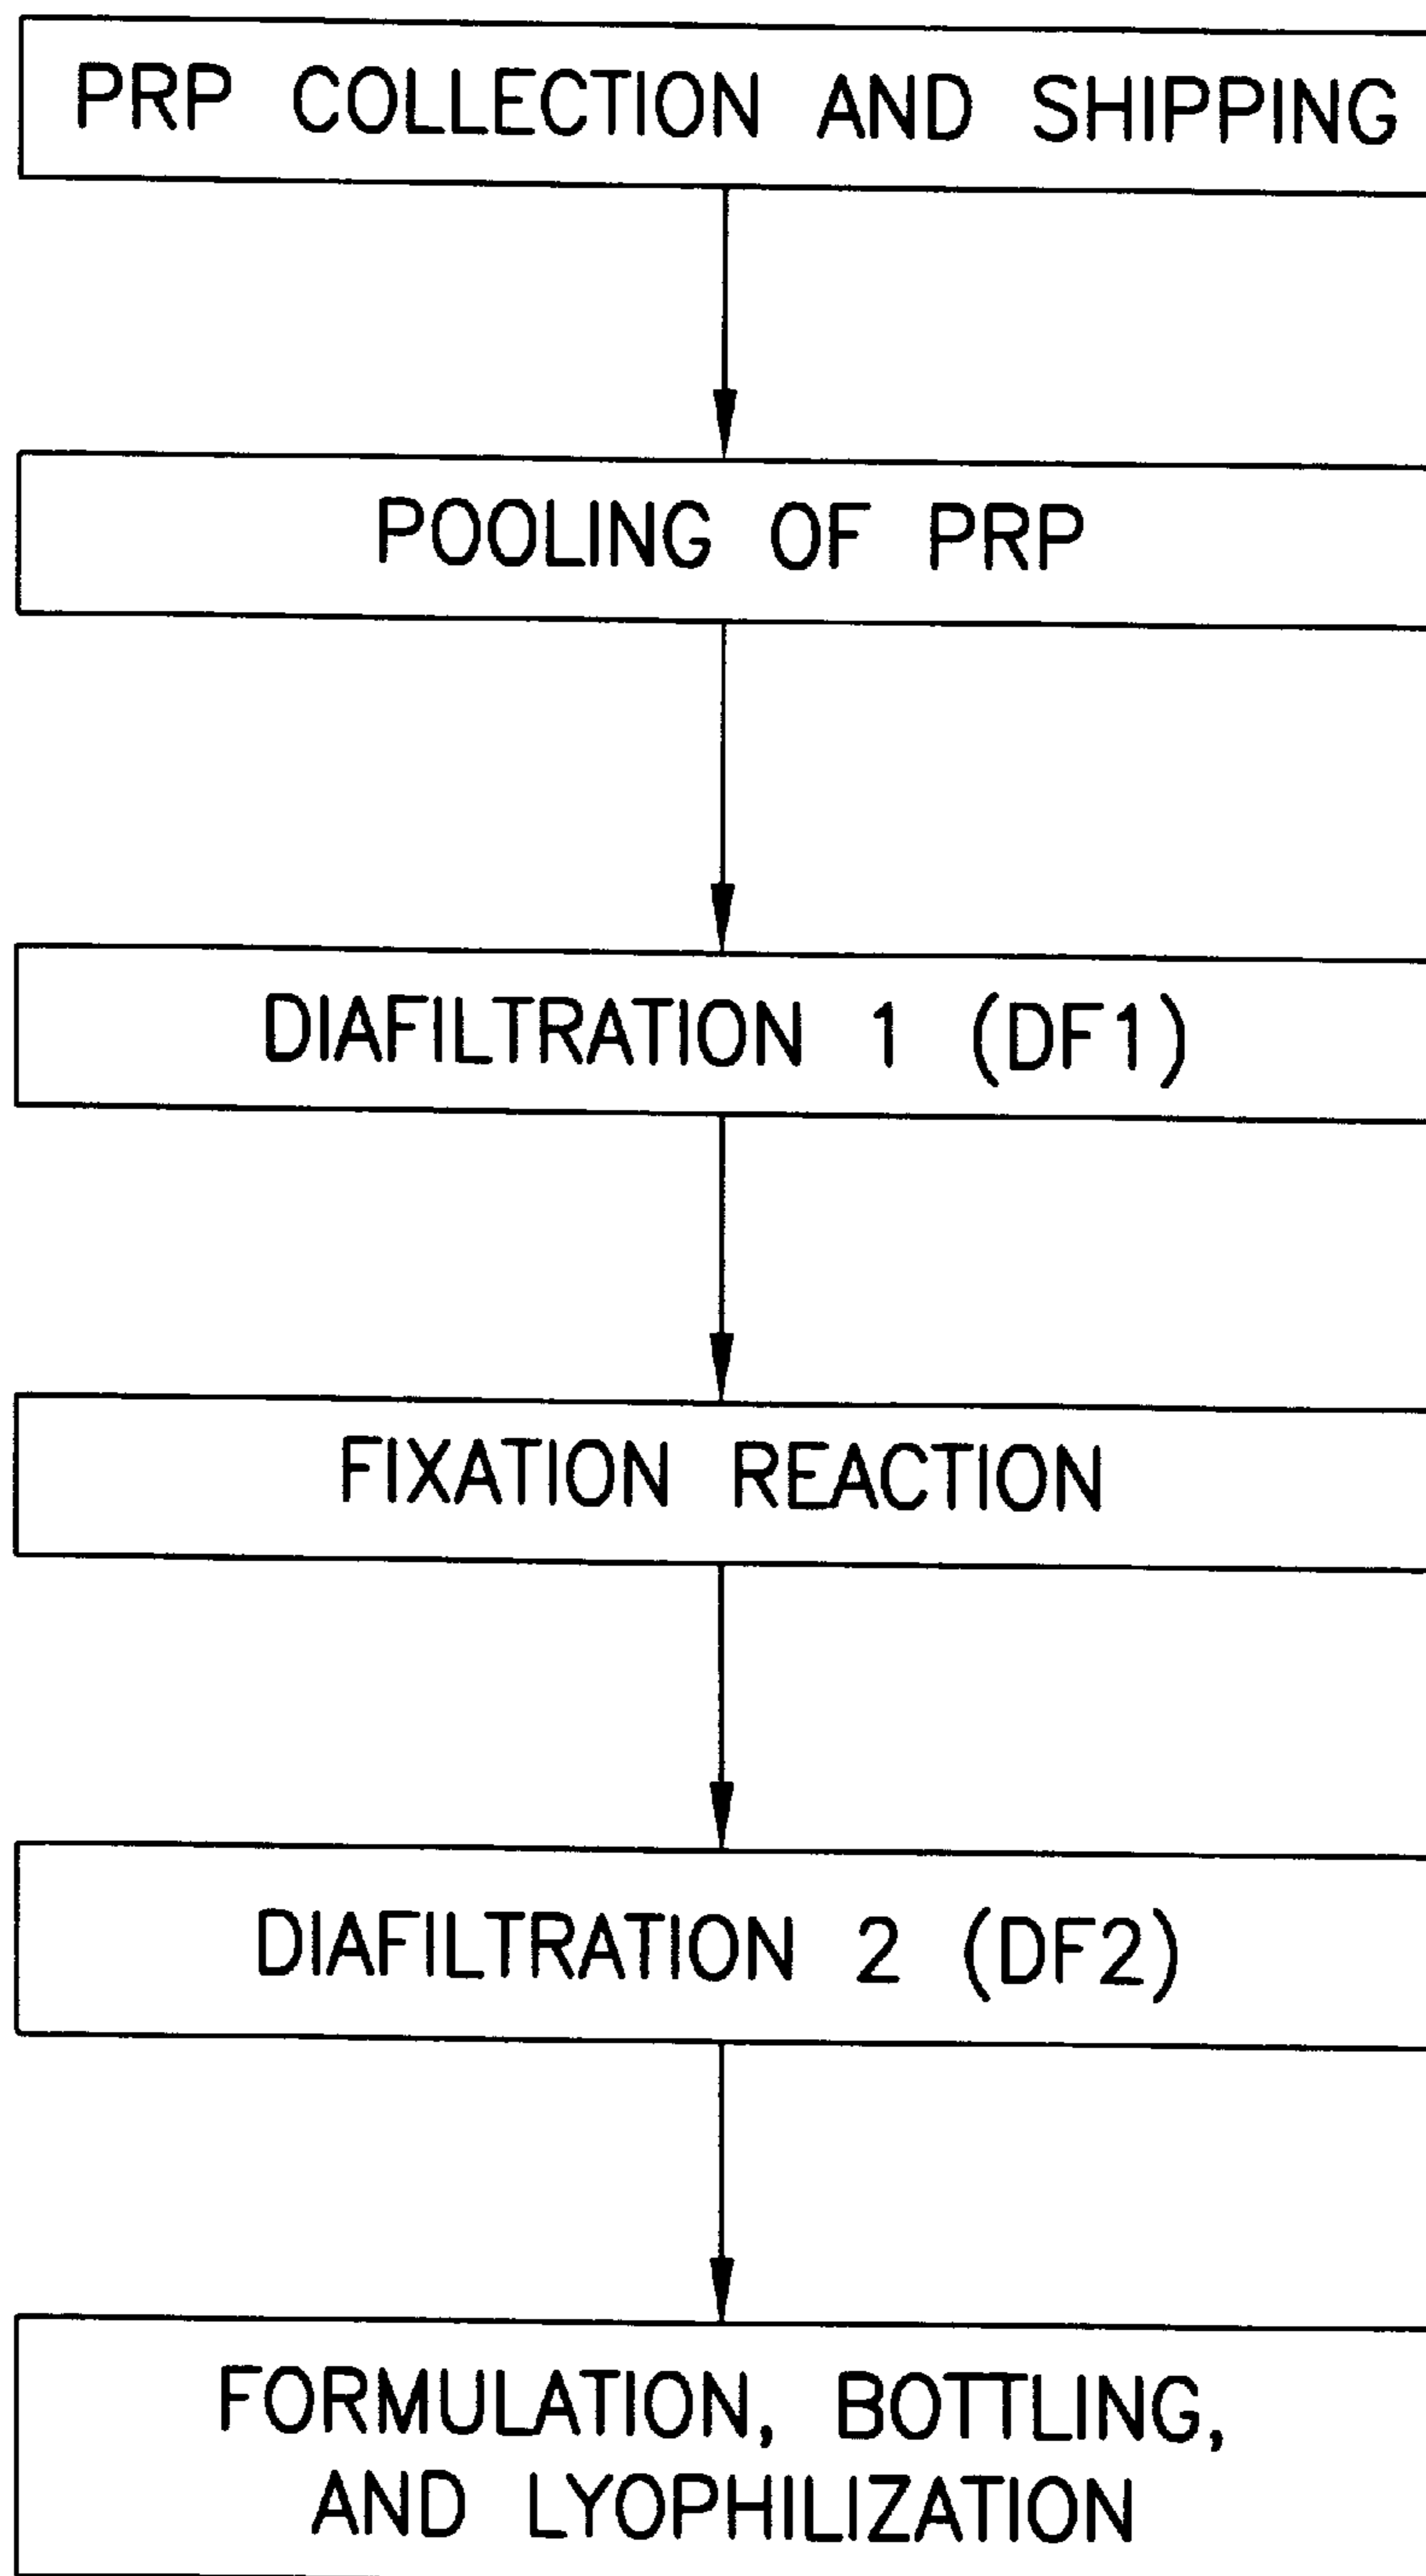 PRP COLLECTION AND SHIPPING
POOLING OF PRP
DIAFILTRATION 1 (DF1)
FIXATION REACTION
DIAFILTRATION 2 (DF2)
FORMULATION, BOTTLING,
AND LYOPHILIZATION